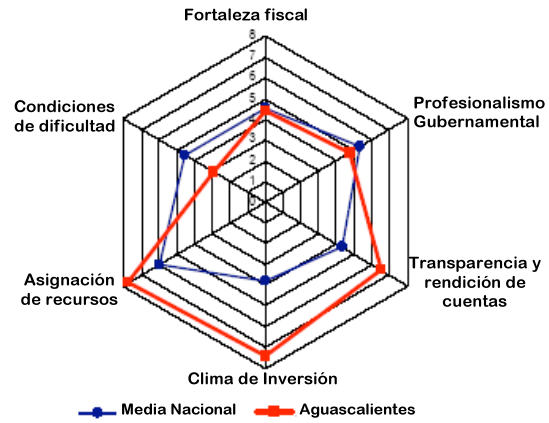 Fortaleza fiscal
8
7
6
5
4
3
2
1
0
Profesionalismo
Gubernamental
Transparencia y
rendición de
cuentas
Clima de Inversión
Asignación
de recursos
Condiciones
de dificultad
Media Nacional
Aguascalientes